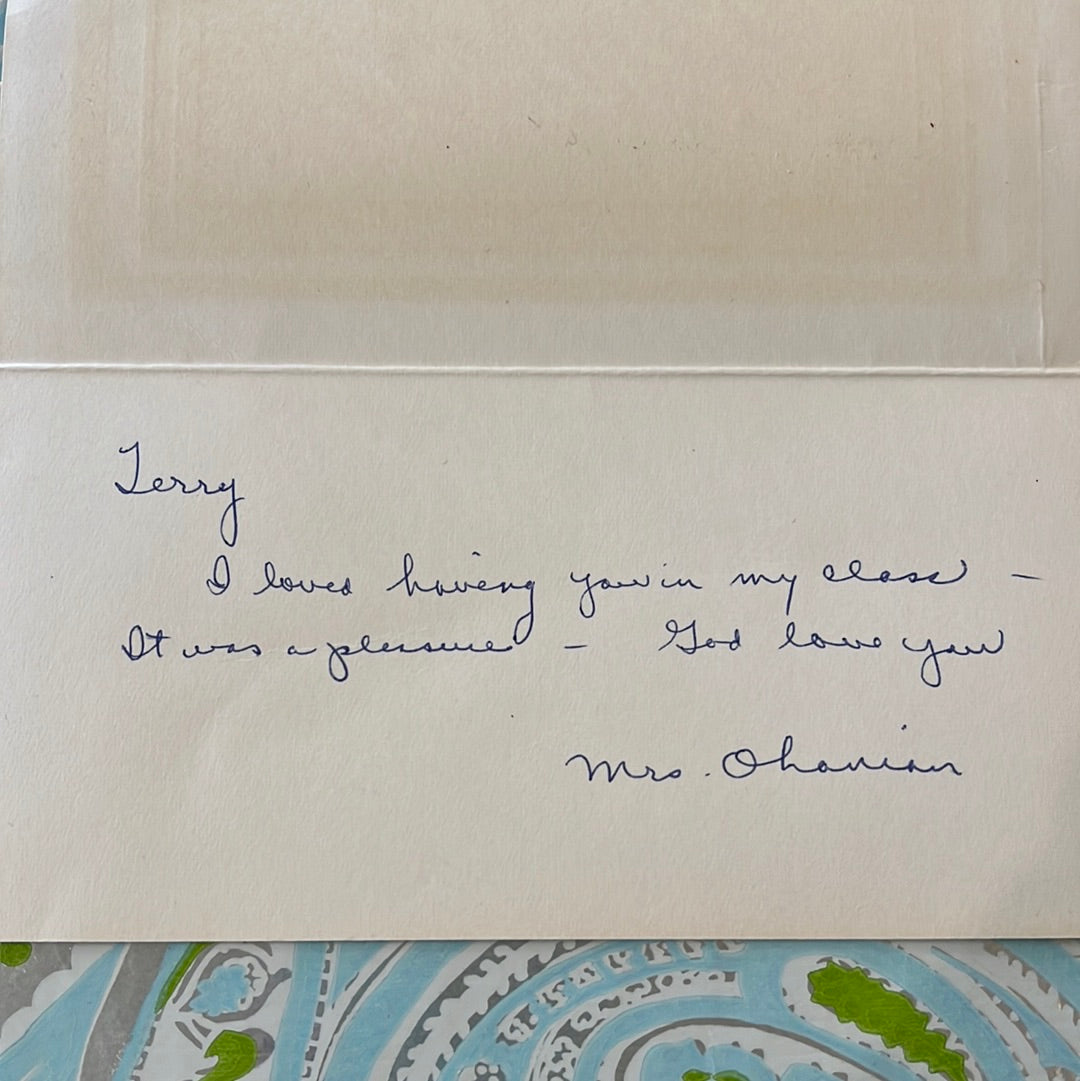 Terry
I loved having you in my class –
It was a pleasure – God love you
Mrs. Ohanian